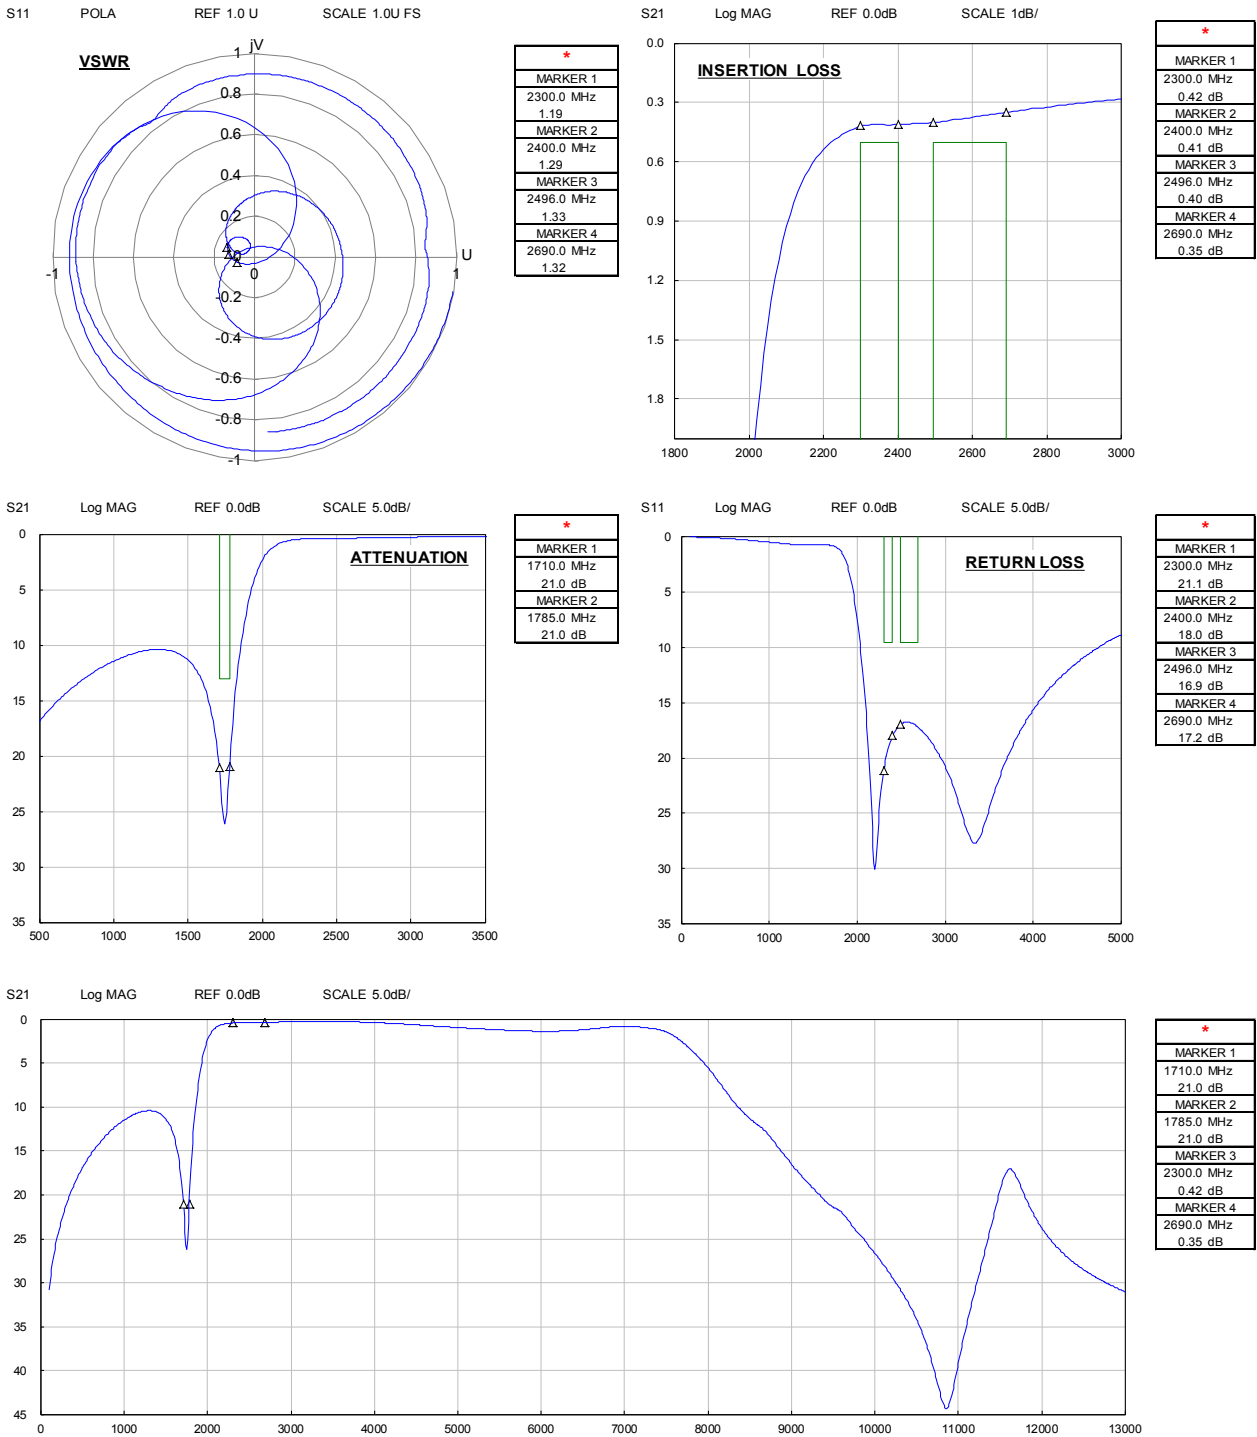 S11 POLA REF 1.0 U SCALE 1.0U FS
VSWR
jV
1
0.8
0.6
0.4
0.2
0
-0.2
-0.4
-0.6
-0.8
-1
-1 0 1
U
*
MARKER 1
2300.0 MHz
1.19
MARKER 2
2400.0 MHz
1.29
MARKER 3
2496.0 MHz
1.33
MARKER 4
2690.0 MHz
1.32
S21 Log MAG REF 0.0dB SCALE 1dB/
INSERTION LOSS
0.0
0.3
0.6
0.9
1.2
1.5
1.8
1800 2000 2200 2400 2600 2800 3000
*
MARKER 1
2300.0 MHz
0.42 dB
MARKER 2
2400.0 MHz
0.41 dB
MARKER 3
2496.0 MHz
0.40 dB
MARKER 4
2690.0 MHz
0.35 dB
S21 Log MAG REF 0.0dB SCALE 5.0dB/
ATTENUATION
0
5
10
15
20
25
30
35
500 1000 1500 2000 2500 3000 3500
*
MARKER 1
1710.0 MHz
21.0 dB
MARKER 2
1785.0 MHz
21.0 dB
S11 Log MAG REF 0.0dB SCALE 5.0dB/
RETURN LOSS
0
5
10
15
20
25
30
35
0 1000 2000 3000 4000 5000
*
MARKER 1
2300.0 MHz
21.1 dB
MARKER 2
2400.0 MHz
18.0 dB
MARKER 3
2496.0 MHz
16.9 dB
MARKER 4
2690.0 MHz
17.2 dB
S21 Log MAG REF 0.0dB SCALE 5.0dB/
0
5
10
15
20
25
30
35
40
45
0 1000 2000 3000 4000 5000 6000 7000 8000 9000 10000 11000 12000 13000
*
MARKER 1
1710.0 MHz
21.0 dB
MARKER 2
1785.0 MHz
21.0 dB
MARKER 3
2300.0 MHz
0.42 dB
MARKER 4
2690.0 MHz
0.35 dB